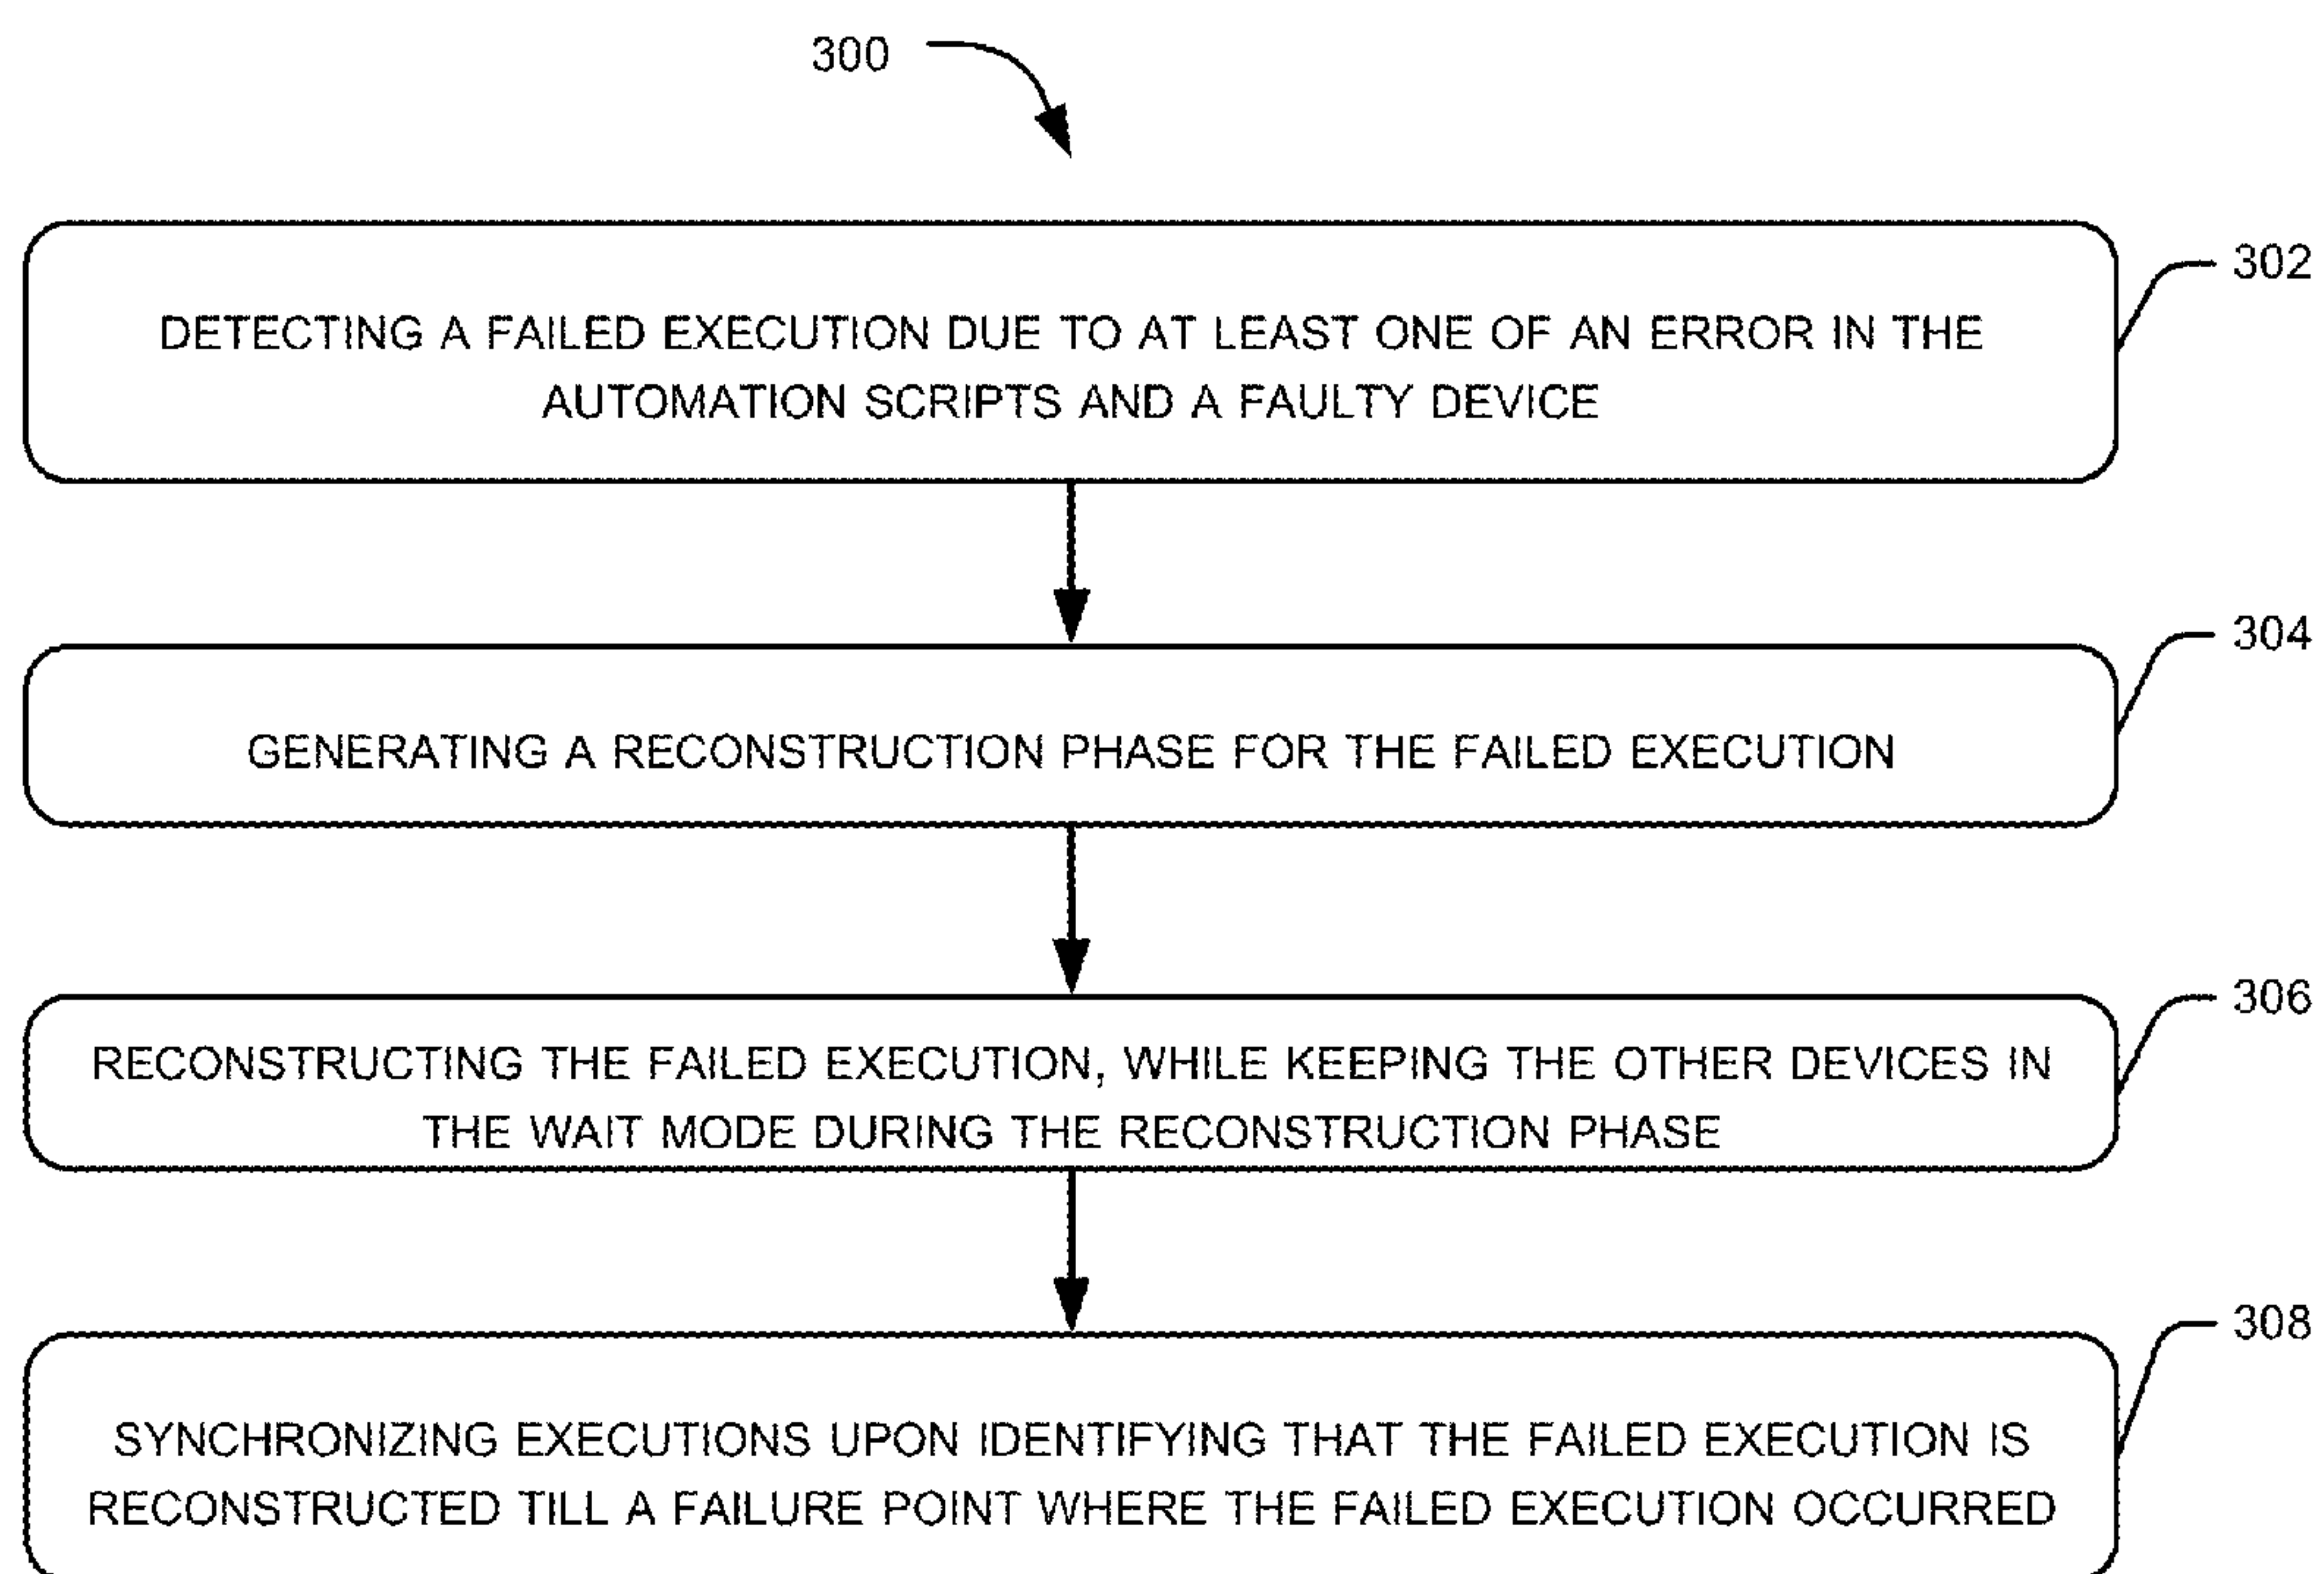 300
302
DETECTING A FAILED EXECUTION DUE TO AT LEAST ONE OF AN ERROR IN THE
AUTOMATION SCRIPTS AND A FAULTY DEVICE
304
GENERATING A RECONSTRUCTION PHASE FOR THE FAILED EXECUTION
306
RECONSTRUCTING THE FAILED EXECUTION, WHILE KEEPING THE OTHER DEVICES IN
THE WAIT MODE DURING THE RECONSTRUCTION PHASE
308
SYNCHRONIZING EXECUTIONS UPON IDENTIFYING THAT THE FAILED EXECUTION IS
RECONSTRUCTED TILL A FAILURE POINT WHERE THE FAILED EXECUTION OCCURRED